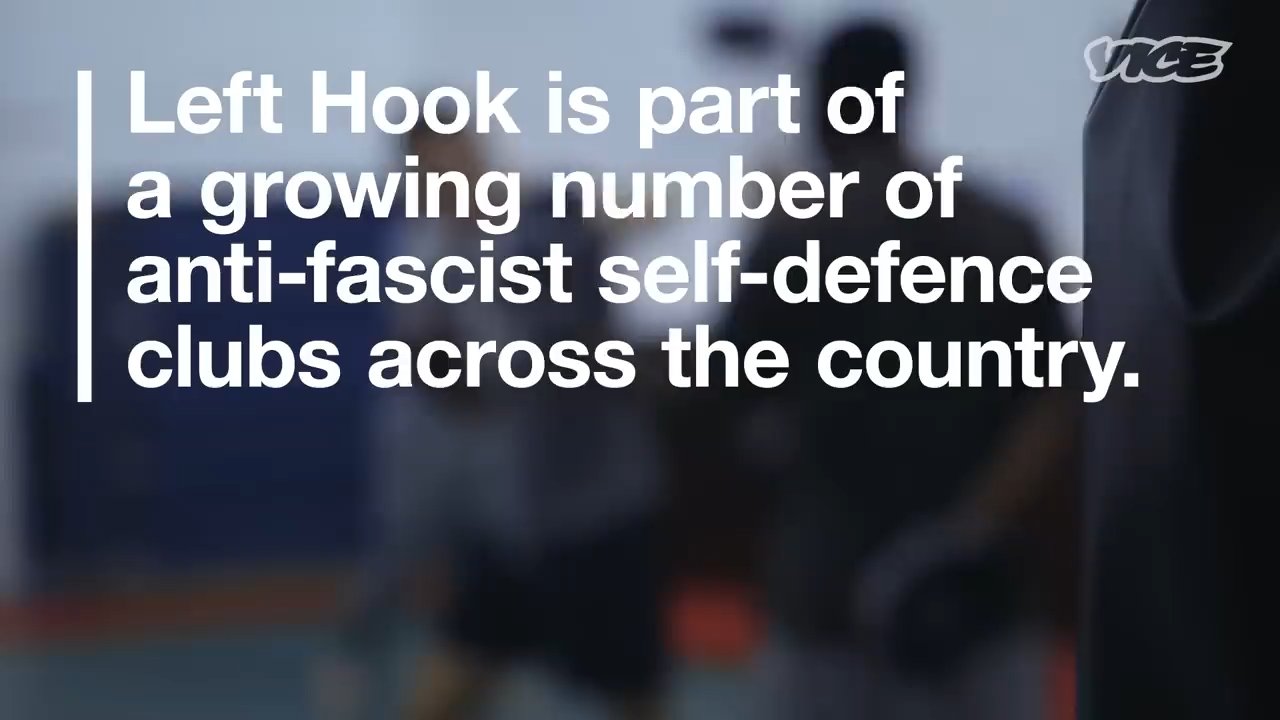 VICE
Left Hook is part of
a growing number of
anti-fascist self-defence
clubs across the country.